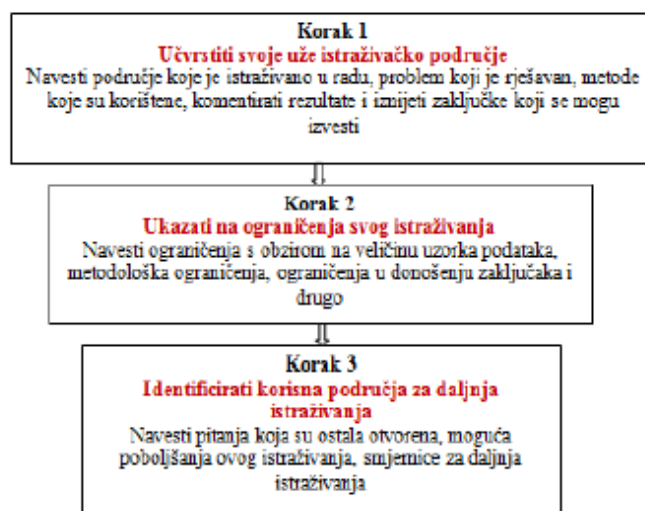 Korak 1
Učvrstiti svoje uže istraživačko područje
Navesti područje koje je istraživano u radu, problem koji je rješavan, metode
koje su korištene, komentirati rezultate i iznijeti zaključke koji se mogu
izvesti
Korak 2
Ukazati na ograničenja svog istraživanja
Navesti ograničenja s obzirom na veličinu uzorka podataka,
metodološka ograničenja, ograničenja u donošenju zaključaka i
drugo
Korak 3
Identificirati korisna područja za daljnja
istraživanja
Navesti pitanja koja su ostala otvorena, moguća
poboljšanja ovog istraživanja, smjernice za daljnja
istraživanja